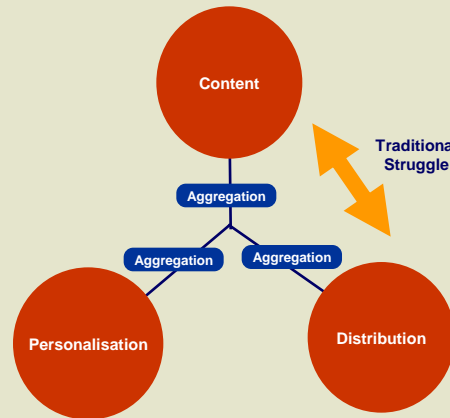 Content
Traditiona
Struggle
Aggregation
Aggregation
Aggregation
Personalisation
Distribution